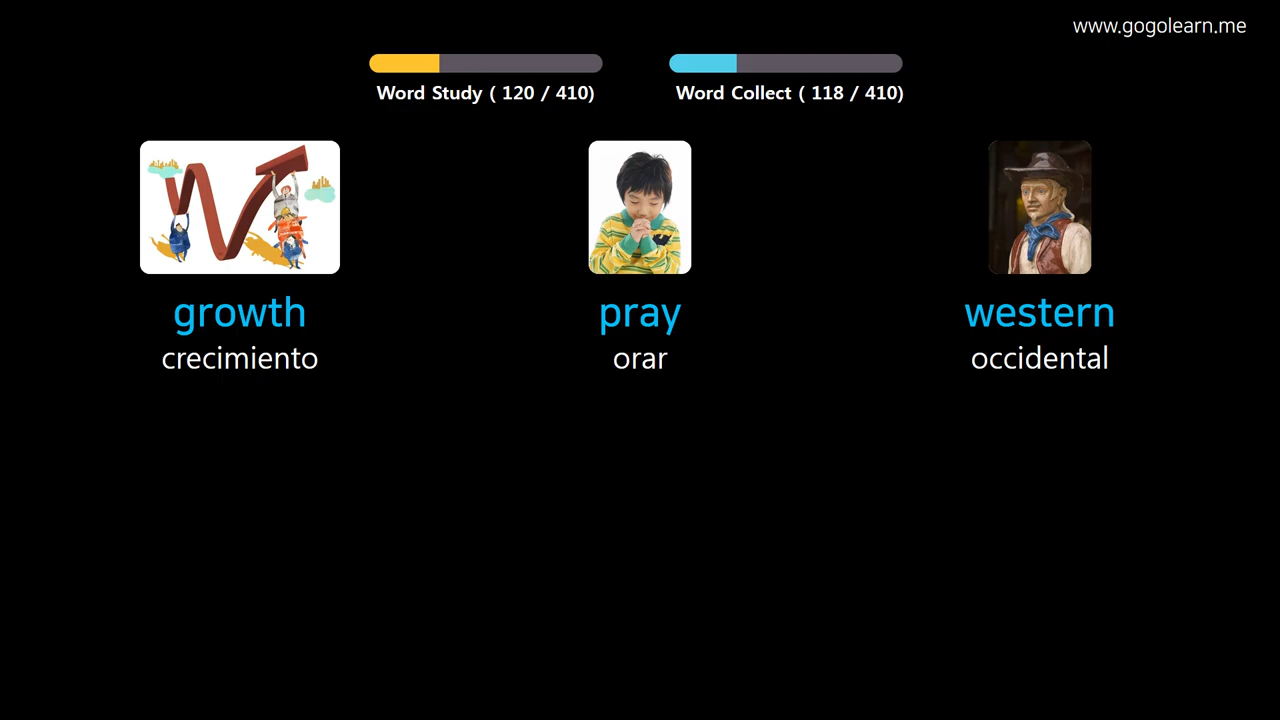 www.gogolearn.me
Word Study ( 120 / 410)
Word Collect ( 118 / 410)
growth
crecimiento
pray
orar
western
occidental